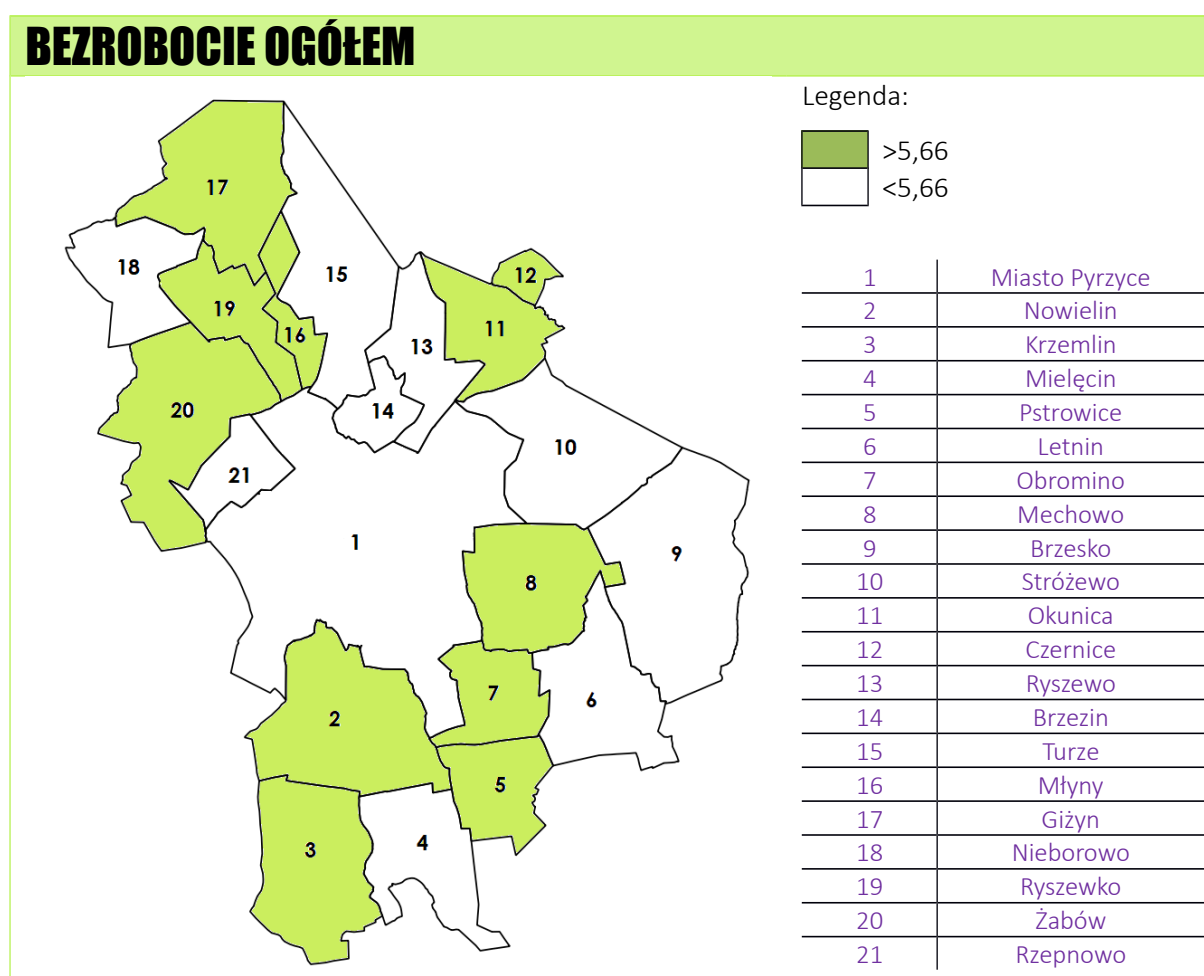 BEZROBOCIE OGÓŁEM
Legenda:
>5,66
<5,66
17
12
18
15
19
11
16
13
14
20
10
21
1
9
8
7
6
2
5
4
3
1 Miasto Pyrzyce
2 Nowielin
3 Krzemlin
4 Mielęcin
5 Pstrowice
6 Letnin
7 Obromino
8 Mechowo
9 Brzesko
10 Stróżewo
11 Okunica
12 Czernice
13 Ryszewo
14 Brzezin
15 Turze
16 Młyny
17 Giżyn
18 Nieborowo
19 Ryszewko
20 Żabów
21 Rzepnowo